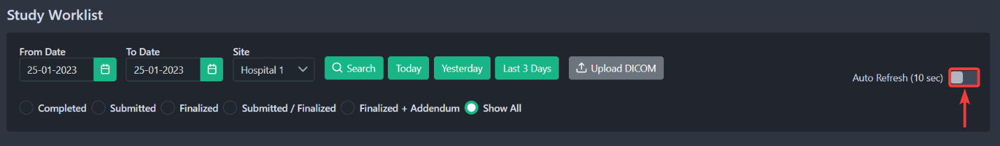 Study Worklist
From Date To Date Site
25-01-2023 25-01-2023 Hospital 1 Search Today Yesterday Last 3 Days Upload DICOM
Auto Refresh (10 sec)
Completed Submitted Finalized Submitted / Finalized Finalized + Addendum Show All